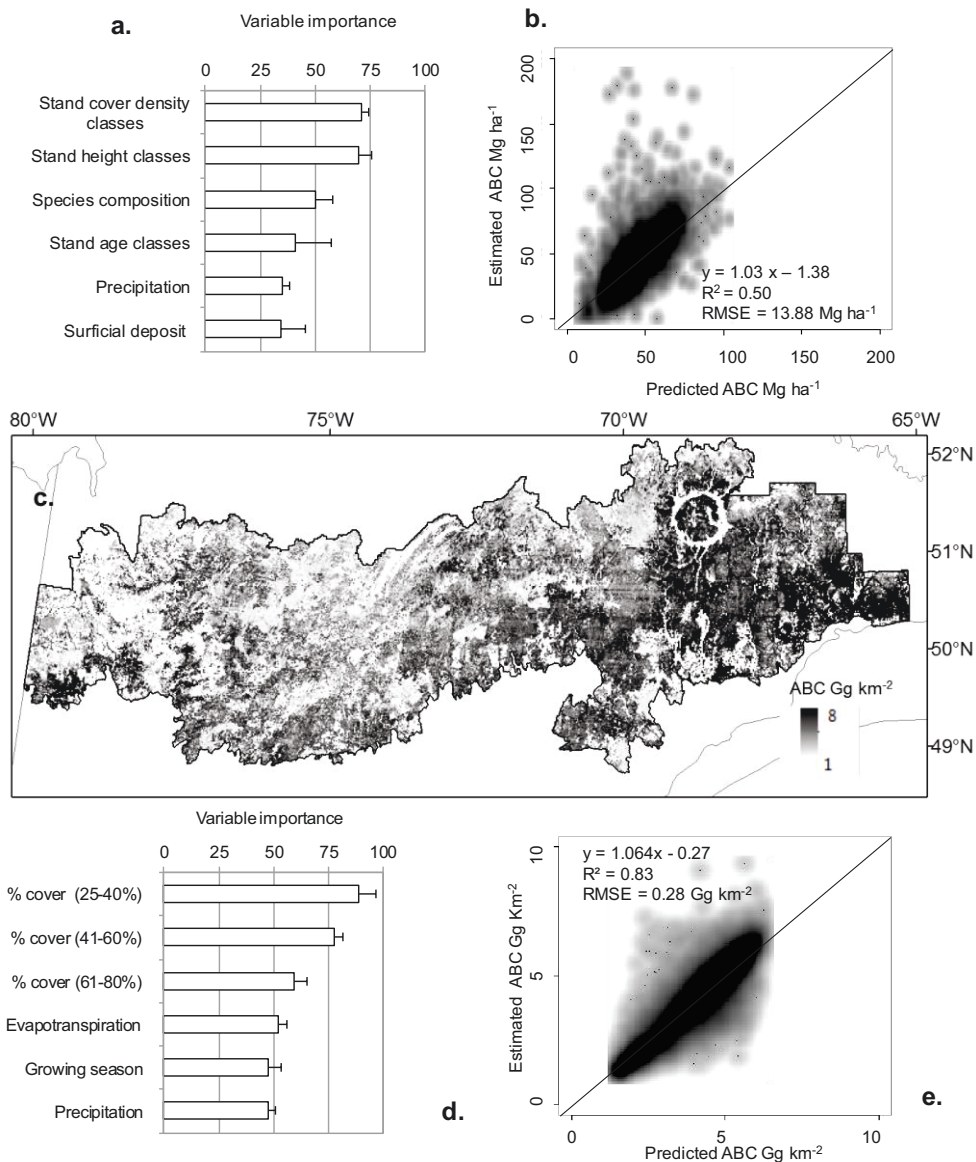 a.
Variable importance
0 25 50 75 100
Stand cover density
classes
Stand height classes
Species composition
Stand age classes
Precipitation
Surficial deposit
b.
Estimated ABC Mg ha⁻¹
200
150
100
50
0
y = 1.03 x – 1.38
R² = 0.50
RMSE = 13.88 Mg ha⁻¹
0 50 100 150 200
Predicted ABC Mg ha⁻¹
80°W 75°W 70°W 65°W
c.
52°N
51°N
50°N
49°N
ABC Gg km⁻²
8
1
Variable importance
0 25 50 75 100
% cover (25-40%)
% cover (41-60%)
% cover (61-80%)
Evapotranspiration
Growing season
Precipitation
d.
Estimated ABC Gg Km⁻²
10
5
0
y = 1.064x - 0.27
R² = 0.83
RMSE = 0.28 Gg km⁻²
e.
0 5 10
Predicted ABC Gg km⁻²